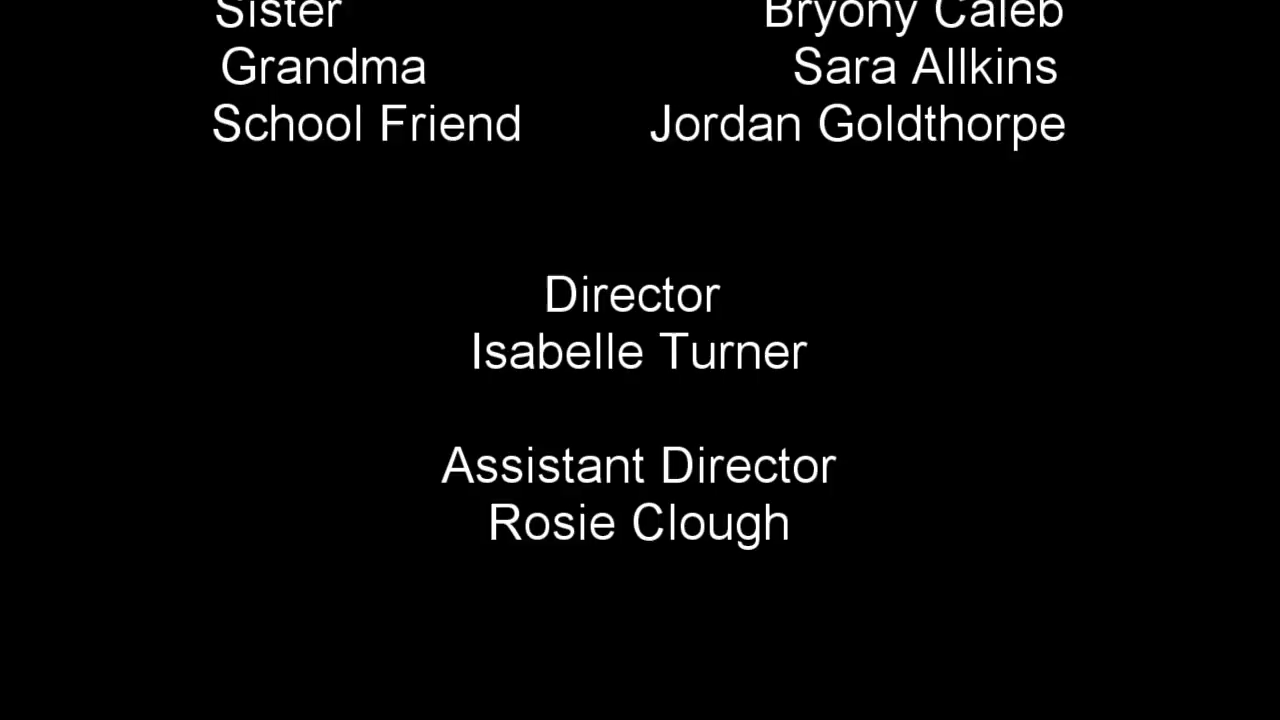 Sister Bryony Caleb
Grandma Sara Allkins
School Friend Jordan Goldthorpe
Director
Isabelle Turner
Assistant Director
Rosie Clough